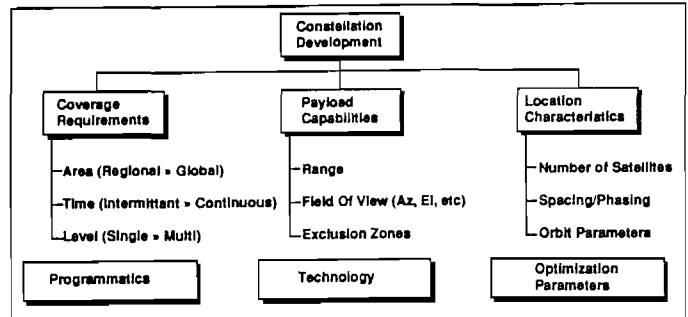 Constellation
Development
Coverage
Requirements
Area (Regional » Global)
Time (Intermittant » Continuous)
Level (Single » Multi)
Programmatics
Payload
Capabilities
Range
Field Of View (Az, El, etc)
Exclusion Zones
Technology
Location
Characteristics
Number of Satellites
Spacing/Phasing
Orbit Parameters
Optimization
Parameters